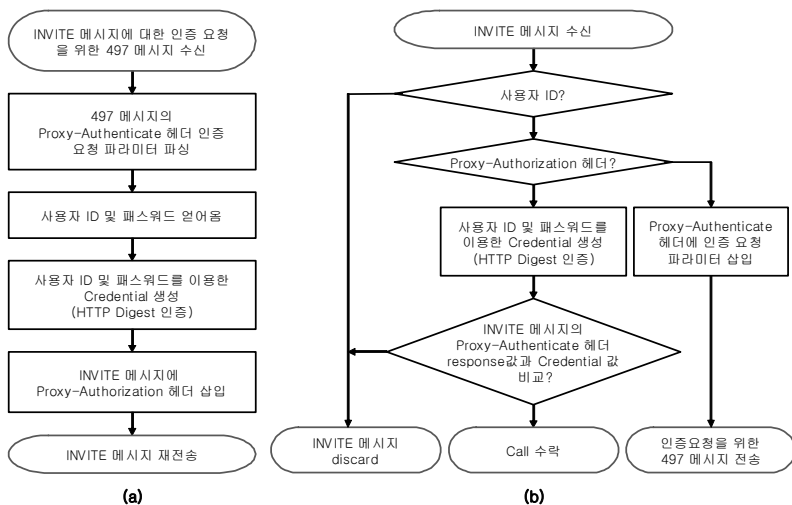 INVITE 메시지에 대한 인증 요청
을 위한 497 메시지 수신
497 메시지의
Proxy-Authenticate 헤더 인증
요청 파라미터 파싱
사용자 ID 및 패스워드 얻어옴
사용자 ID 및 패스워드를 이용한
Credential 생성
(HTTP Digest 인증)
INVITE 메시지에
Proxy-Authorization 헤더 삽입
INVITE 메시지 재전송
(a)
INVITE 메시지 수신
사용자 ID?
Proxy-Authorization 헤더?
사용자 ID 및 패스워드를
이용한 Credential 생성
(HTTP Digest 인증)
Proxy-Authenticate
헤더에 인증 요청
파라미터 삽입
INVITE 메시지의
Proxy-Authenticate 헤더
response값과 Credential 값
비교?
INVITE 메시지
discard
Call 수락
인증요청을 위한
497 메시지 전송
(b)